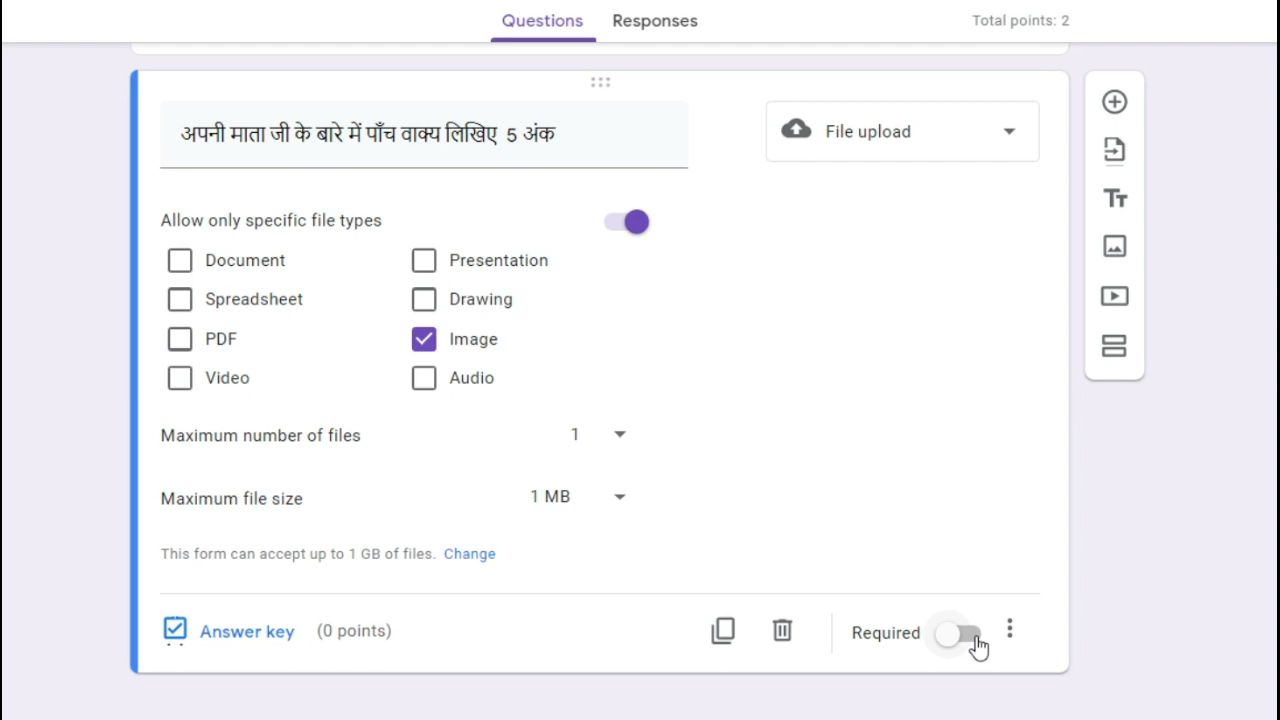 Questions Responses Total points: 2
अपनी माता जी के बारे में पाँच वाक्य लिखिए 5 अंक
File upload
Allow only specific file types
Document Presentation
Spreadsheet Drawing
PDF Image
Video Audio
Maximum number of files 1
Maximum file size 1 MB
This form can accept up to 1 GB of files. Change
Answer key (0 points) Required